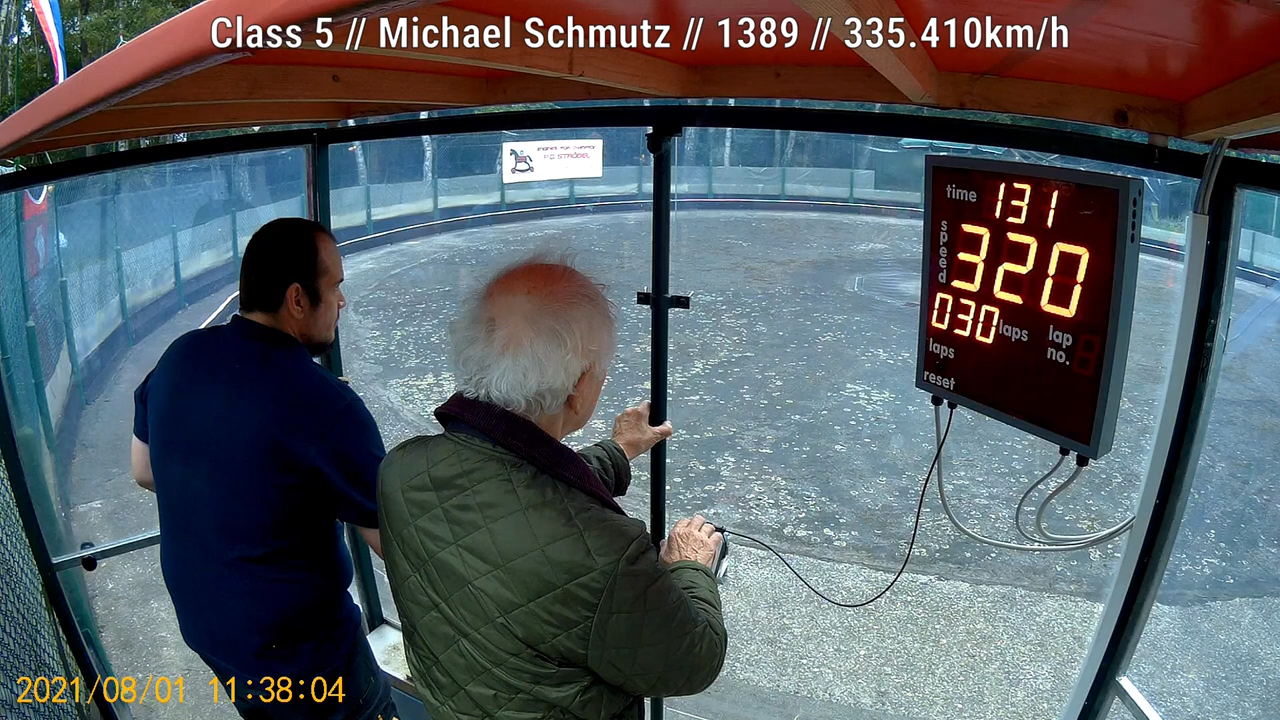 Class 5 // Michael Schmutz // 1389 // 335.410km/h
P.G. STRÖBEL
time 131
speed 320
030 laps
lap no.
laps
reset
2021/08/01 11:38:04